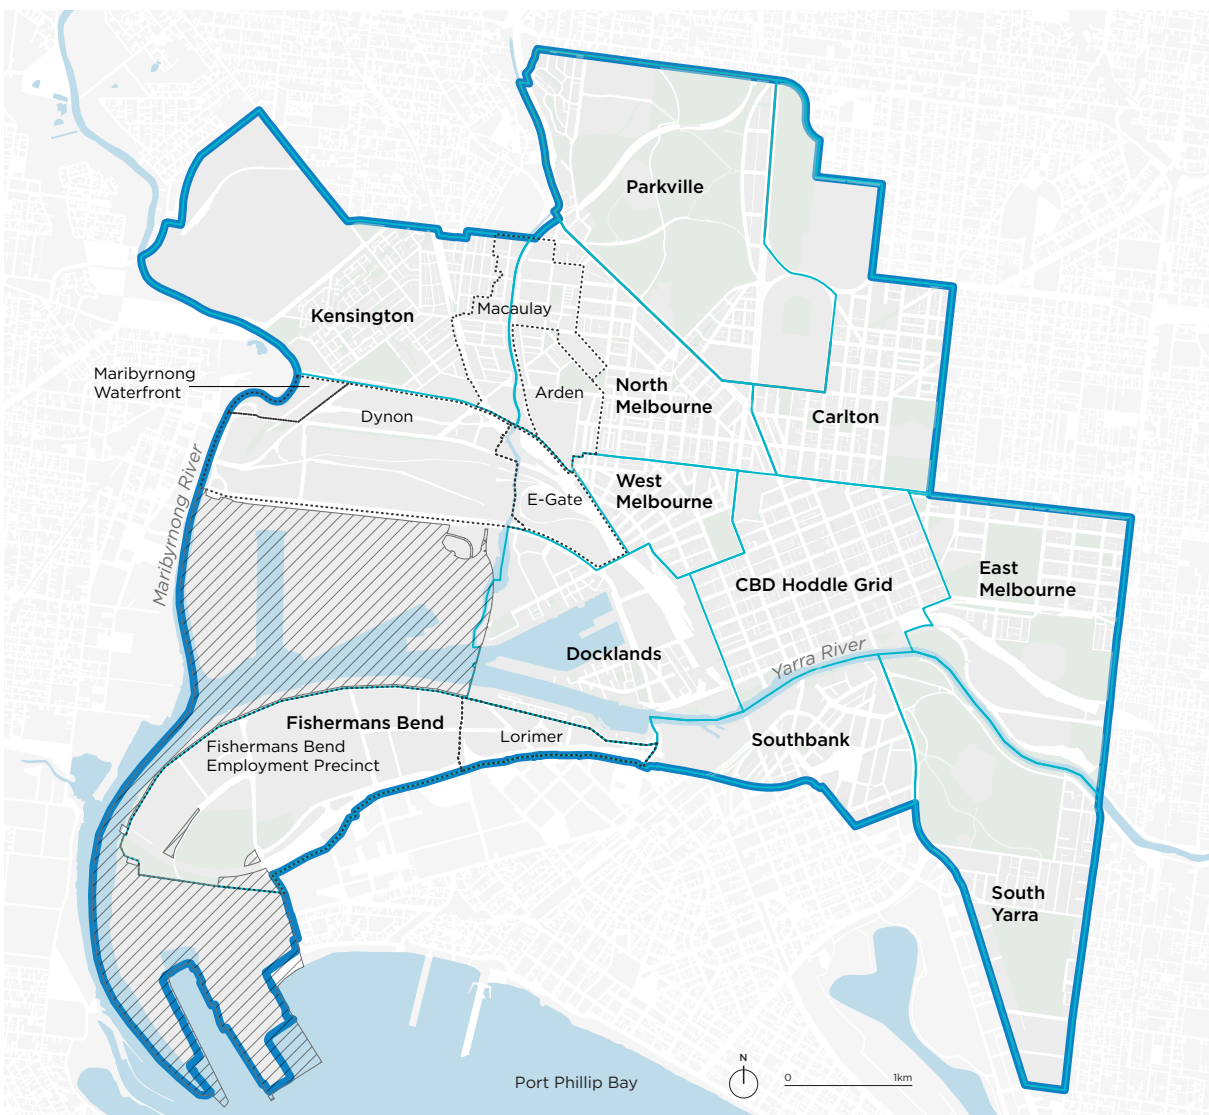 Parkville
Kensington
Macaulay
Maribyrnong
Waterfront
Arden
North
Melbourne
Dynon
Carlton
Maribyrnong River
West
Melbourne
E-Gate
CBD Hoddle Grid
East
Melbourne
Docklands
Yarra River
Fishermans Bend
Fishermans Bend
Employment Precinct
Lorimer
Southbank
South
Yarra
Port Phillip Bay
N
0
1km